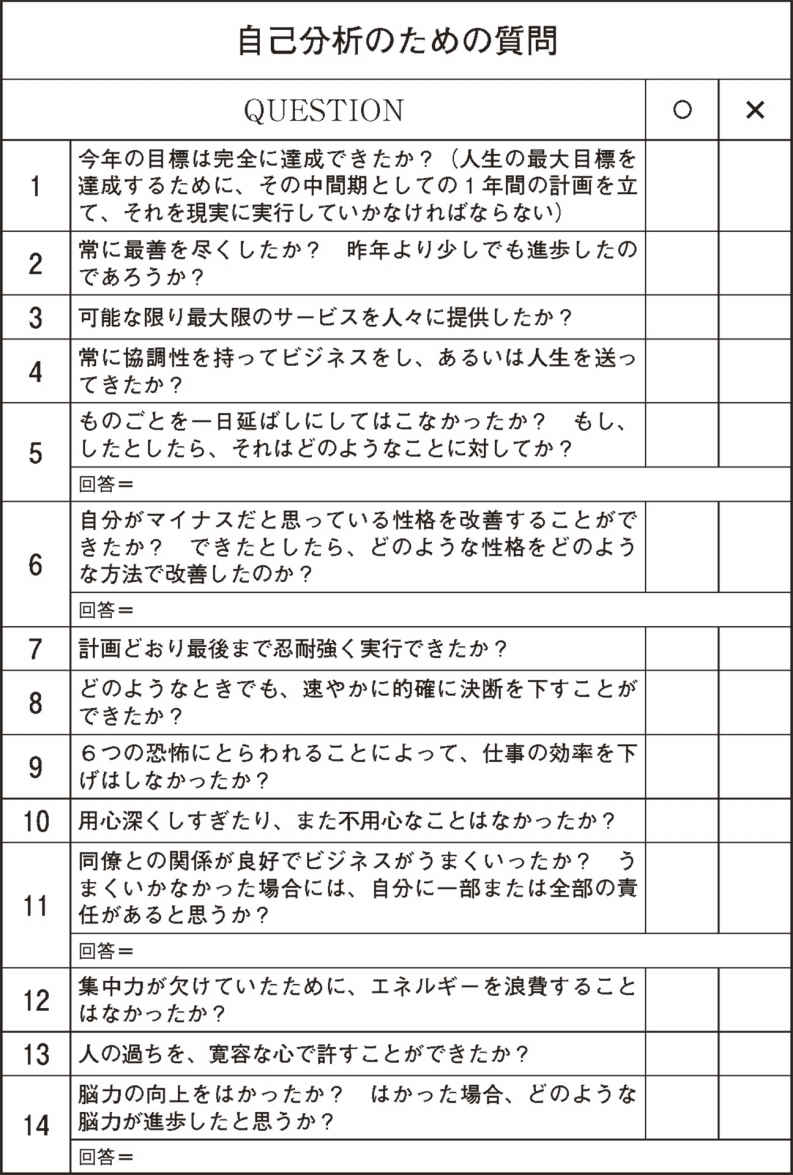 自己分析のための質問
QUESTION ○ ×
1 今年の目標は完全に達成できたか？（人生の最大目標を
達成するために、その中間期としての１年間の計画を立
て、それを現実に実行していかなければならない）
2 常に最善を尽くしたか？　昨年より少しでも進歩したの
であろうか？
3 可能な限り最大限のサービスを人々に提供したか？
4 常に協調性を持ってビジネスをし、あるいは人生を送っ
てきたか？
5 ものごとを一日延ばしにしてはこなかったか？　もし、
したとしたら、それはどのようなことに対してか？
回答＝
6 自分がマイナスだと思っている性格を改善することがで
きたか？　できたとしたら、どのような性格をどのよう
な方法で改善したのか？
回答＝
7 計画どおり最後まで忍耐強く実行できたか？
8 どのようなときでも、速やかに的確に決断を下すことが
できたか？
9 ６つの恐怖にとらわれることによって、仕事の効率を下
げはしなかったか？
10 用心深くしすぎたり、また不用心なことはなかったか？
11 同僚との関係が良好でビジネスがうまくいったか？　う
まくいかなかった場合には、自分に一部または全部の責
任があると思うか？
回答＝
12 集中力が欠けていたために、エネルギーを浪費すること
はなかったか？
13 人の過ちを、寛容な心で許すことができたか？
14 脳力の向上をはかったか？　はかった場合、どのような
脳力が進歩したと思うか？
回答＝